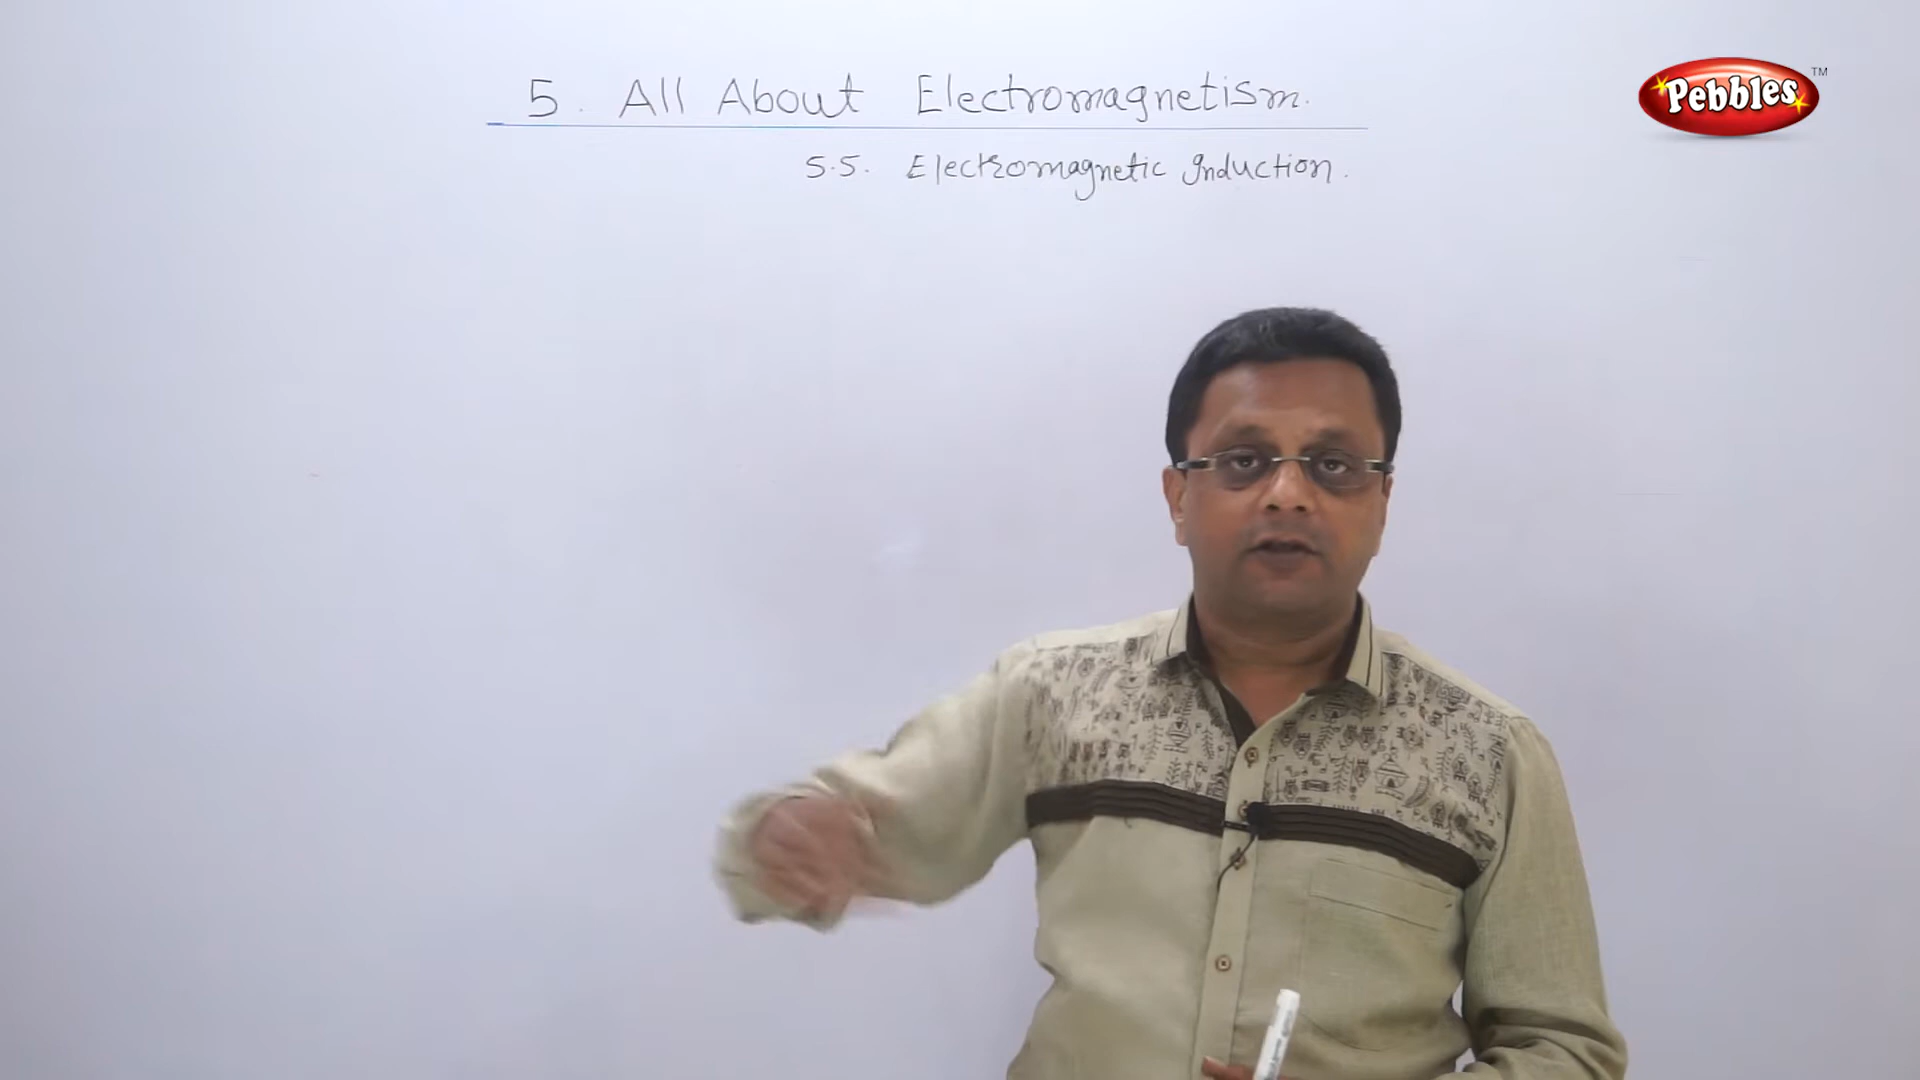 5. All About Electromagnetism.
5.5. Electromagnetic Induction.
Pebbles TM